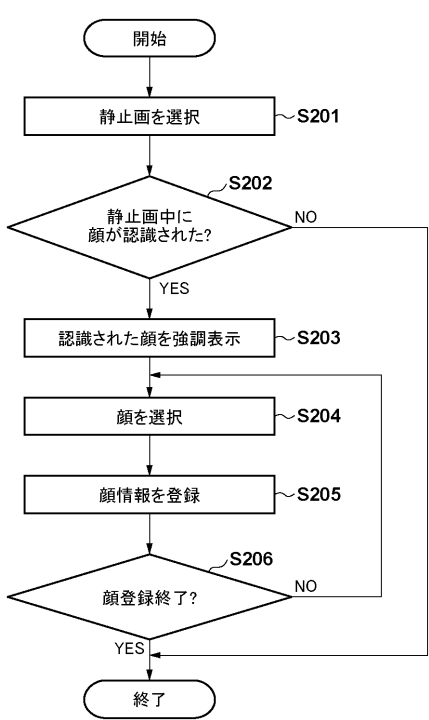 開始
静止画を選択
S201
S202
静止画中に
顔が認識された?
NO
YES
認識された顔を強調表示
S203
顔を選択
S204
顔情報を登録
S205
S206
顔登録終了?
NO
YES
終了